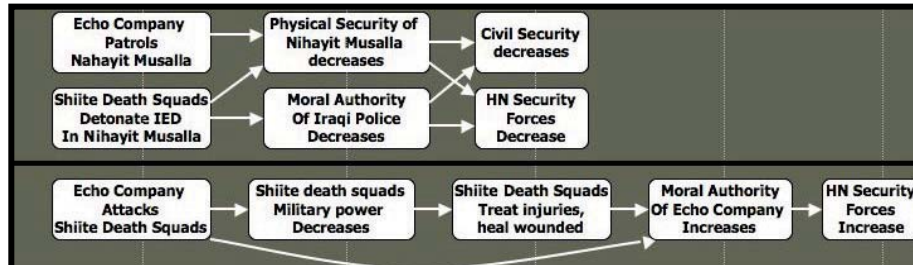 Echo Company
Patrols
Nahayit Musalla
Physical Security of
Nihayit Musalla
decreases
Civil Security
decreases
Shiite Death Squads
Detonate IED
In Nihayit Musalla
Moral Authority
Of Iraqi Police
Decreases
HN Security
Forces
Decrease
Echo Company
Attacks
Shiite Death Squads
Shiite death squads
Military power
Decreases
Shiite Death Squads
Treat injuries,
heal wounded
Moral Authority
Of Echo Company
Increases
HN Security
Forces
Increase